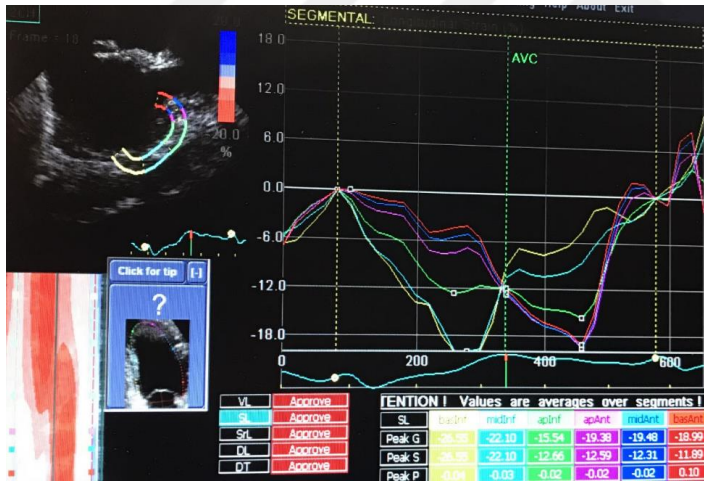 Help About Exit
SEGMENTAL:
Frame = 18
20.0
%
18.0
12.0
6.0
0.0
-6.0
-12.0
-18.0
AVC
0
200
400
600
Click for tip [-]
?
VL Approve
SL Approve
SrL Approve
DL Approve
DT Approve
TENTION ! Values are averages over segments !
SL basInf midInf apInf apAnt midAnt basAnt
Peak G -26.55 -22.10 -15.54 -19.38 -19.48 -18.99
Peak S -26.55 -22.10 -12.66 -12.59 -12.31 -11.89
Peak P -0.04 -0.03 -0.02 -0.02 -0.02 0.10